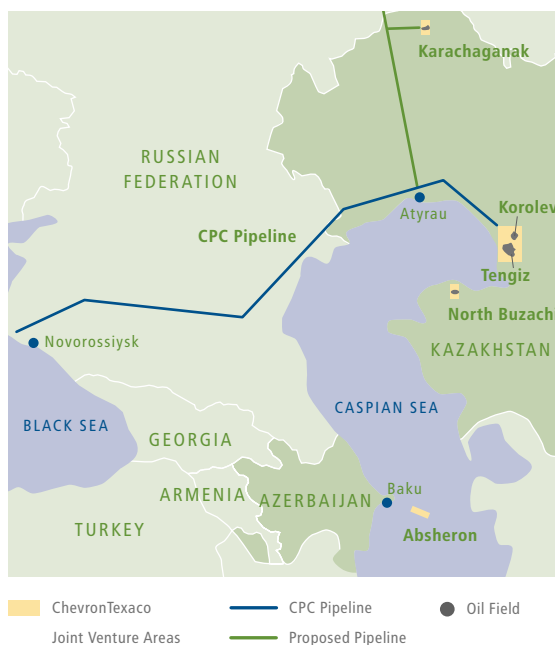 Karachaganak
RUSSIAN
FEDERATION
Korolev
Atyrau
CPC Pipeline
Tengiz
North Buzachi
Novorossiysk
KAZAKHSTAN
CASPIAN SEA
BLACK SEA
GEORGIA
Baku
ARMENIA
AZERBAIJAN
TURKEY
Absheron
ChevronTexaco
Joint Venture Areas
CPC Pipeline
Proposed Pipeline
Oil Field